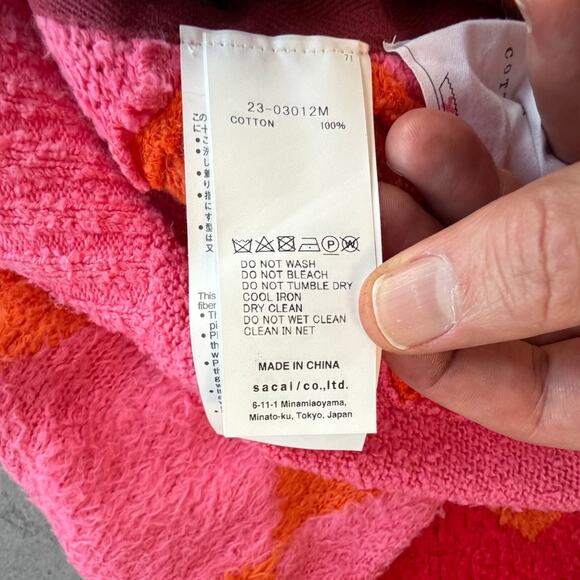 71
23-03012M
COTTON 100%
DO NOT WASH
DO NOT BLEACH
DO NOT TUMBLE DRY
COOL IRON
DRY CLEAN
DO NOT WET CLEAN
CLEAN IN NET
MADE IN CHINA
sacai/co.,ltd.
6-11-1 Minamiaoyama,
Minato-ku, Tokyo, Japan
This
fiber
COT